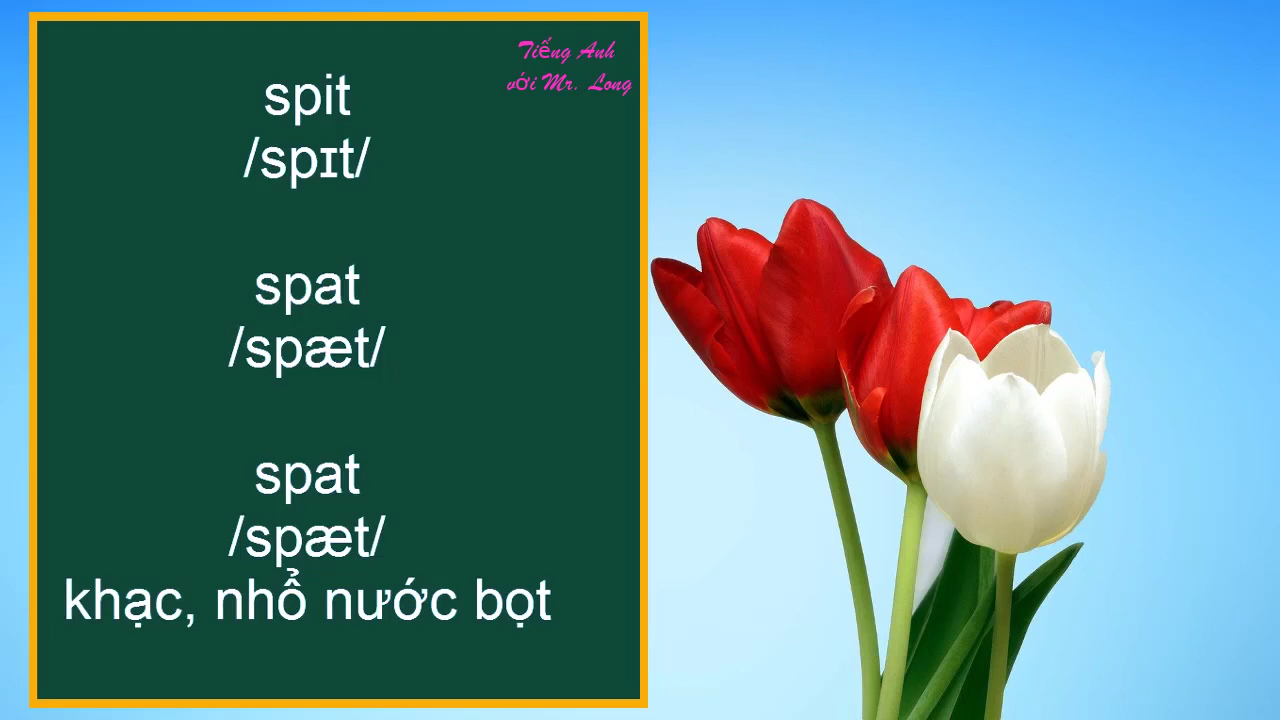 Tiếng Anh
với Mr. Long
spit
/spɪt/
spat
/spæt/
spat
/spæt/
khạc, nhổ nước bọt